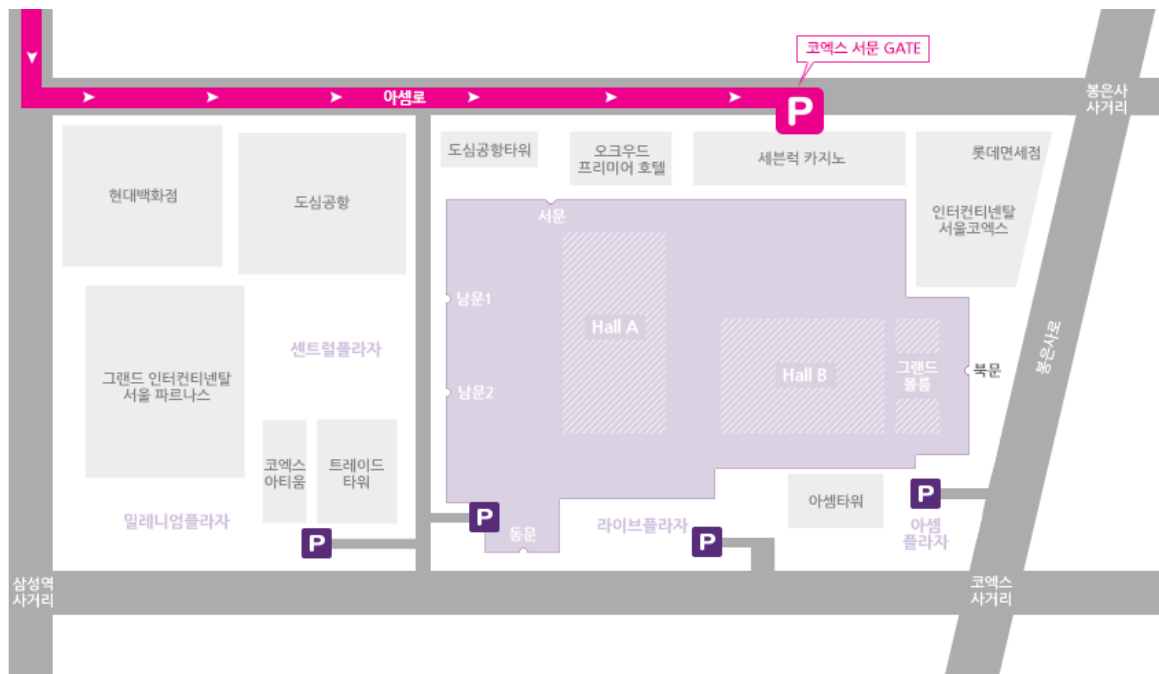 코엑스 서문 GATE
아셈로
P
봉은사
사거리
도심공항타워
오크우드
프리미어 호텔
세븐럭 카지노
롯데면세점
현대백화점
도심공항
서문
인터컨티넨탈
서울코엑스
남문1
Hall A
센트럴플라자
봉은사로
그랜드 인터컨티넨탈
서울 파르나스
남문2
Hall B
그랜드
볼룸
북문
코엑스
아티움
트레이드
타워
아셈타워
P
밀레니엄플라자
P
라이브플라자
아셈
플라자
동문
P
P
삼성역
사거리
코엑스
사거리